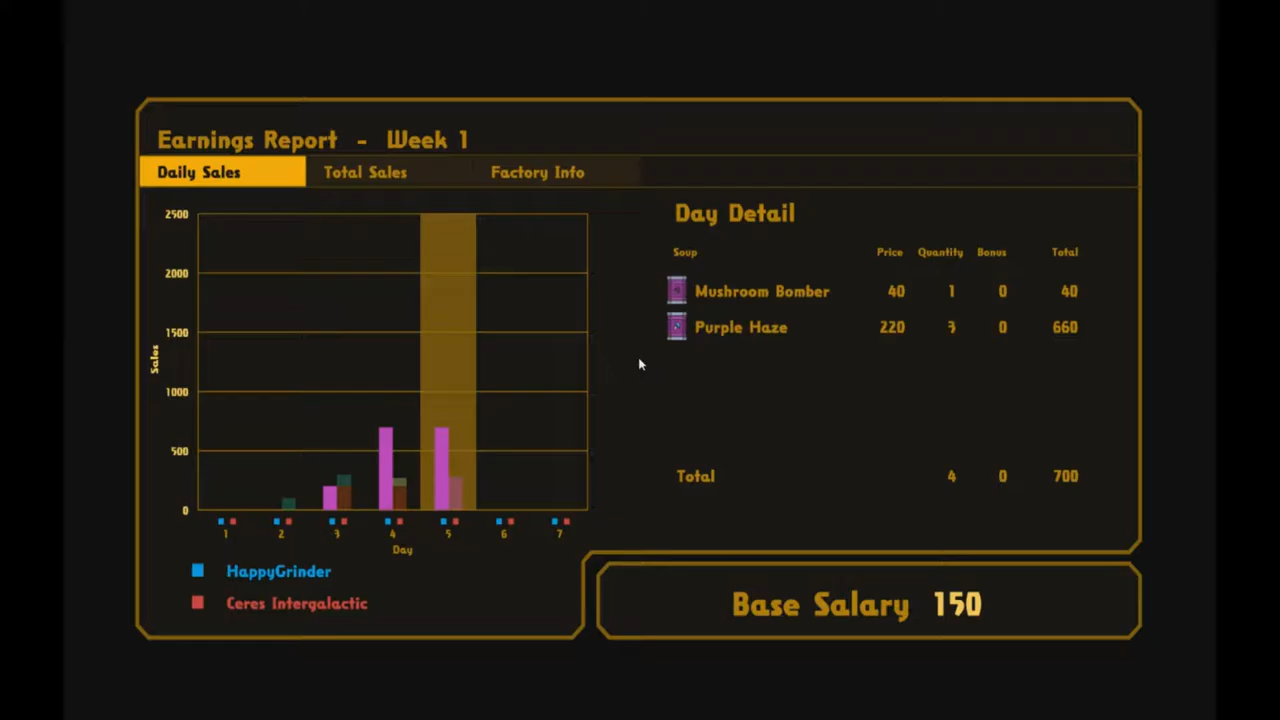 Earnings Report - Week 1
Daily Sales Total Sales Factory Info
2500
2000
1500
1000
500
0
Sales
1 2 3 4 5 6 7
Day
HappyGrinder
Ceres Intergalactic
Day Detail
Soup Price Quantity Bonus Total
Mushroom Bomber 40 1 0 40
Purple Haze 220 3 0 660
Total 4 0 700
Base Salary 150